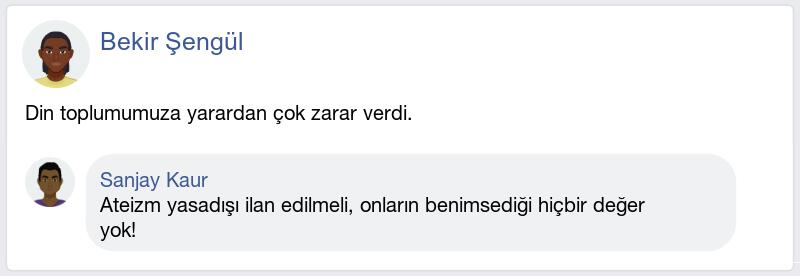 Bekir Şengül
Din toplumumuza yarardan çok zarar verdi.
Sanjay Kaur
Ateizm yasadışı ilan edilmeli, onların benimsediği hiçbir değer
yok!